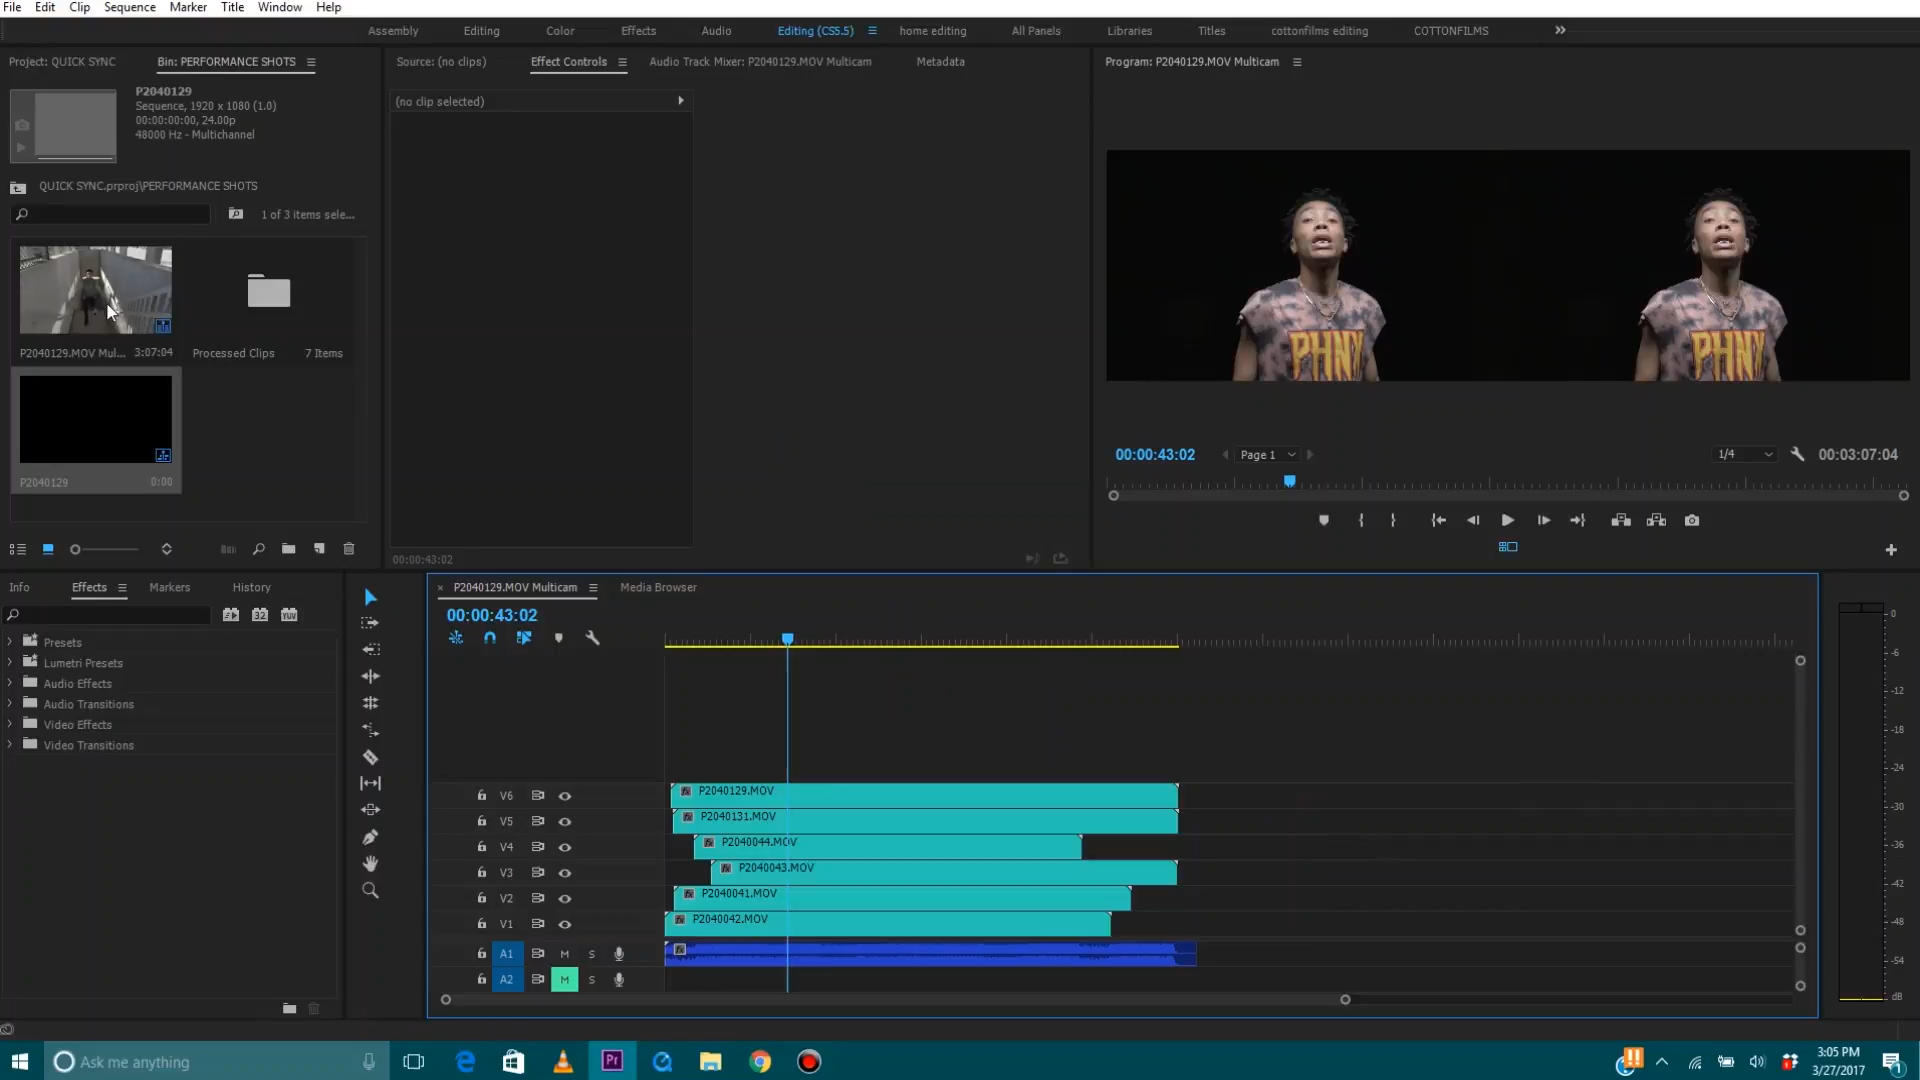 File Edit Clip Sequence Marker Title Window Help
Assembly Editing Color Effects Audio Editing (CS5.5) home editing All Panels Libraries Titles cottonfilms editing COTTONFILMS
Project: QUICK SYNC Bin: PERFORMANCE SHOTS
P2040129
Sequence, 1920 x 1080 (1.0)
00:00:00:00, 24.00p
48000 Hz - Multichannel
QUICK SYNC.prproj\PERFORMANCE SHOTS
1 of 3 items sele...
P2040129.MOV Mul... 3:07:04
Processed Clips 7 Items
P2040129 0:00
Source: (no clips) Effect Controls Audio Track Mixer: P2040129.MOV Multicam Metadata
(no clip selected)
00:00:43:02
Program: P2040129.MOV Multicam
PHNX PHNX
00:00:43:02 Page 1 1/4 00:03:07:04
Info Effects Markers History
32 YUV
Presets
Lumetri Presets
Audio Effects
Audio Transitions
Video Effects
Video Transitions
× P2040129.MOV Multicam Media Browser
00:00:43:02
V6 P2040129.MOV
V5 P2040131.MOV
V4 P2040044.MOV
V3 P2040043.MOV
V2 P2040041.MOV
V1 P2040042.MOV
A1 M S
A2 M S
fx
0
-6
-12
-18
-24
-30
-36
-42
-48
-54
dB
Ask me anything
Pr
3:05 PM
3/27/2017
1